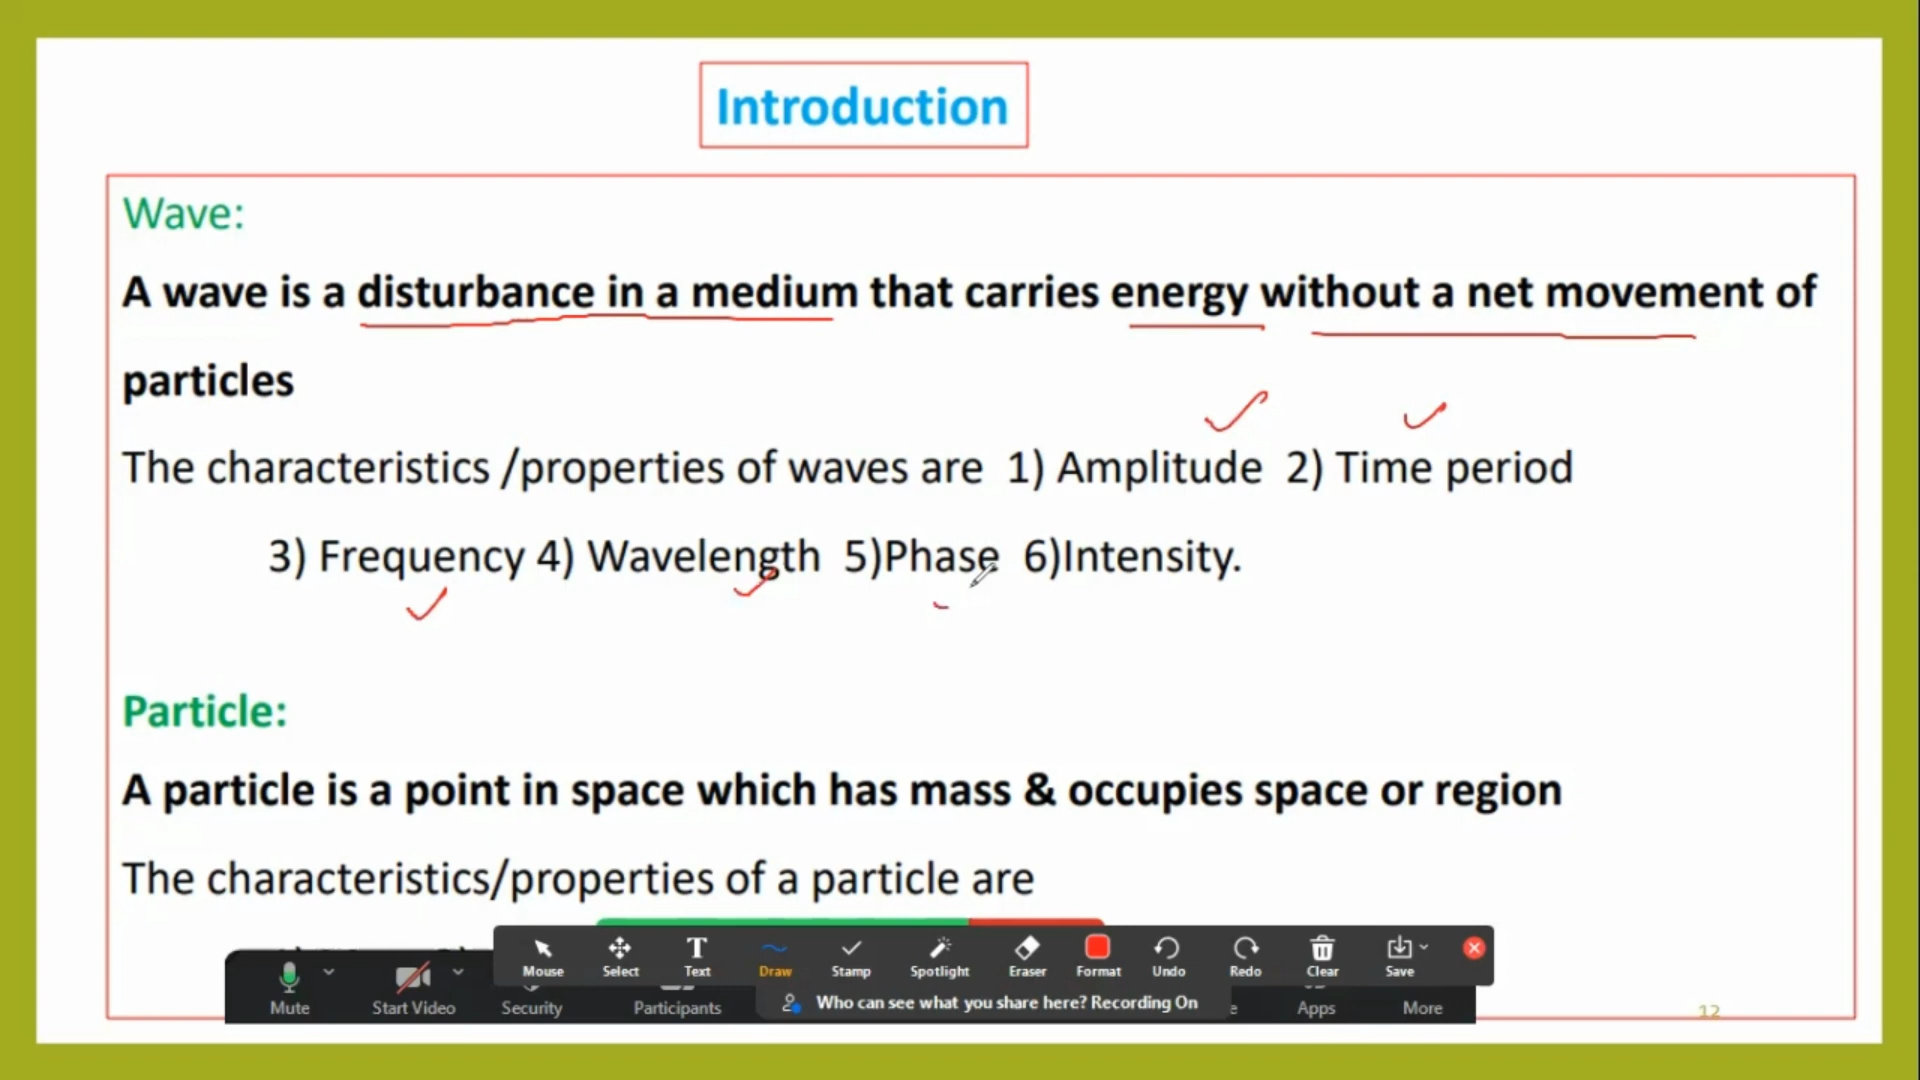 Introduction
Wave:
A wave is a disturbance in a medium that carries energy without a net movement of
particles
The characteristics /properties of waves are 1) Amplitude 2) Time period
3) Frequency 4) Wavelength 5)Phase 6)Intensity.
Particle:
A particle is a point in space which has mass & occupies space or region
The characteristics/properties of a particle are
Mouse Select Text Draw Stamp Spotlight Eraser Format Undo Redo Clear Save
Mute Start Video Security Participants Who can see what you share here? Recording On e Apps More
12